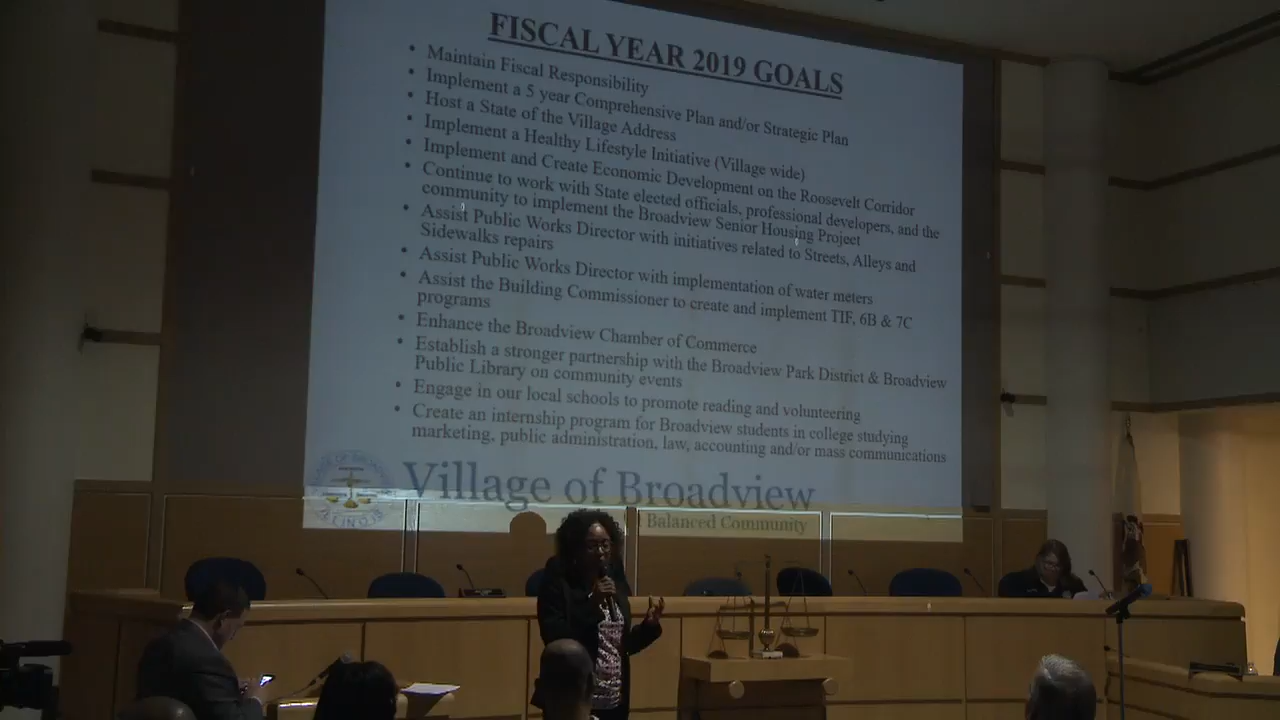 FISCAL YEAR 2019 GOALS
• Maintain Fiscal Responsibility
• Implement a 5 year Comprehensive Plan and/or Strategic Plan
• Host a State of the Village Address
• Implement a Healthy Lifestyle Initiative (Village wide)
• Implement and Create Economic Development on the Roosevelt Corridor
• Continue to work with State elected officials, professional developers, and the
community to implement the Broadview Senior Housing Project
• Assist Public Works Director with initiatives related to Streets, Alleys and
Sidewalks repairs
• Assist Public Works Director with implementation of water meters
• Assist the Building Commissioner to create and implement TIF, 6B & 7C
programs
• Enhance the Broadview Chamber of Commerce
• Establish a stronger partnership with the Broadview Park District & Broadview
Public Library on community events
• Engage in our local schools to promote reading and volunteering
• Create an internship program for Broadview students in college studying
marketing, public administration, law, accounting and/or mass communications
Village of Broadview
Balanced Community
ILLINOIS